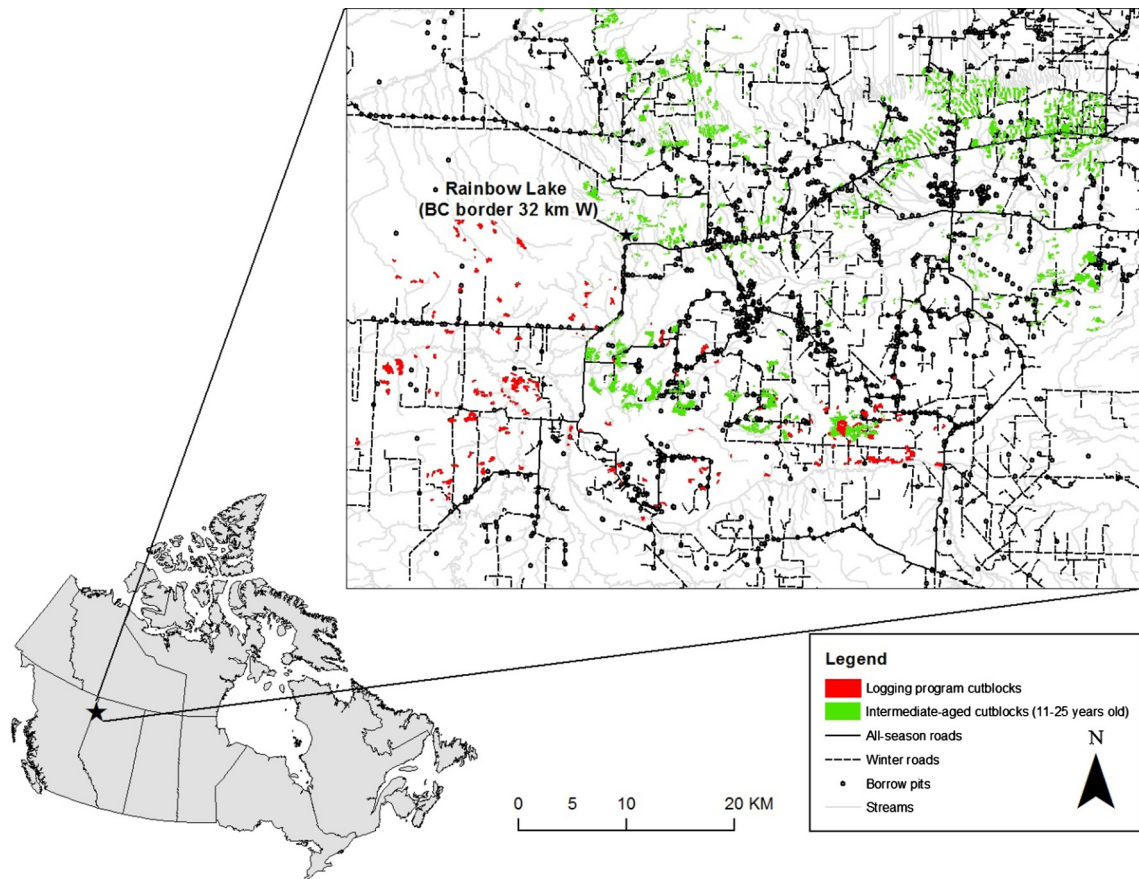 Rainbow Lake
(BC border 32 km W)
Legend
Logging program cutblocks
Intermediate-aged cutblocks (11-25 years old)
All-season roads
Winter roads
Borrow pits
Streams
N
0 5 10 20 KM